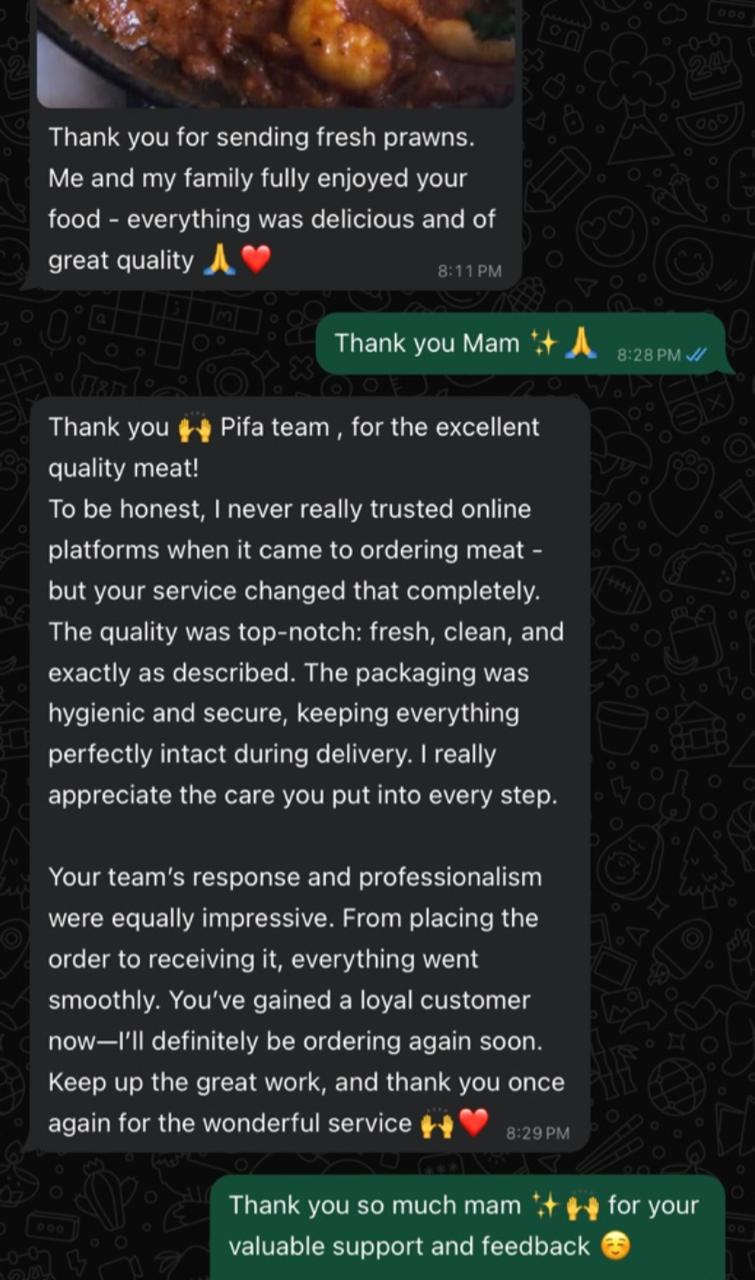 Thank you for sending fresh prawns.
Me and my family fully enjoyed your
food - everything was delicious and of
great quality 🙏❤️
8:11 PM
Thank you Mam ✨🙏
8:28 PM
Thank you 🙌 Pifa team , for the excellent
quality meat!
To be honest, I never really trusted online
platforms when it came to ordering meat -
but your service changed that completely.
The quality was top-notch: fresh, clean, and
exactly as described. The packaging was
hygienic and secure, keeping everything
perfectly intact during delivery. I really
appreciate the care you put into every step.
Your team’s response and professionalism
were equally impressive. From placing the
order to receiving it, everything went
smoothly. You’ve gained a loyal customer
now—I’ll definitely be ordering again soon.
Keep up the great work, and thank you once
again for the wonderful service 🙌❤️
8:29 PM
Thank you so much mam ✨🙌 for your
valuable support and feedback ☺️